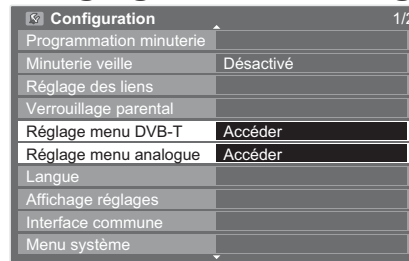 Configuration 1/2
Programmation minuterie
Minuterie veille Désactivé
Réglage des liens
Verrouillage parental
Réglage menu DVB-T Accéder
Réglage menu analogue Accéder
Langue
Affichage réglages
Interface commune
Menu système